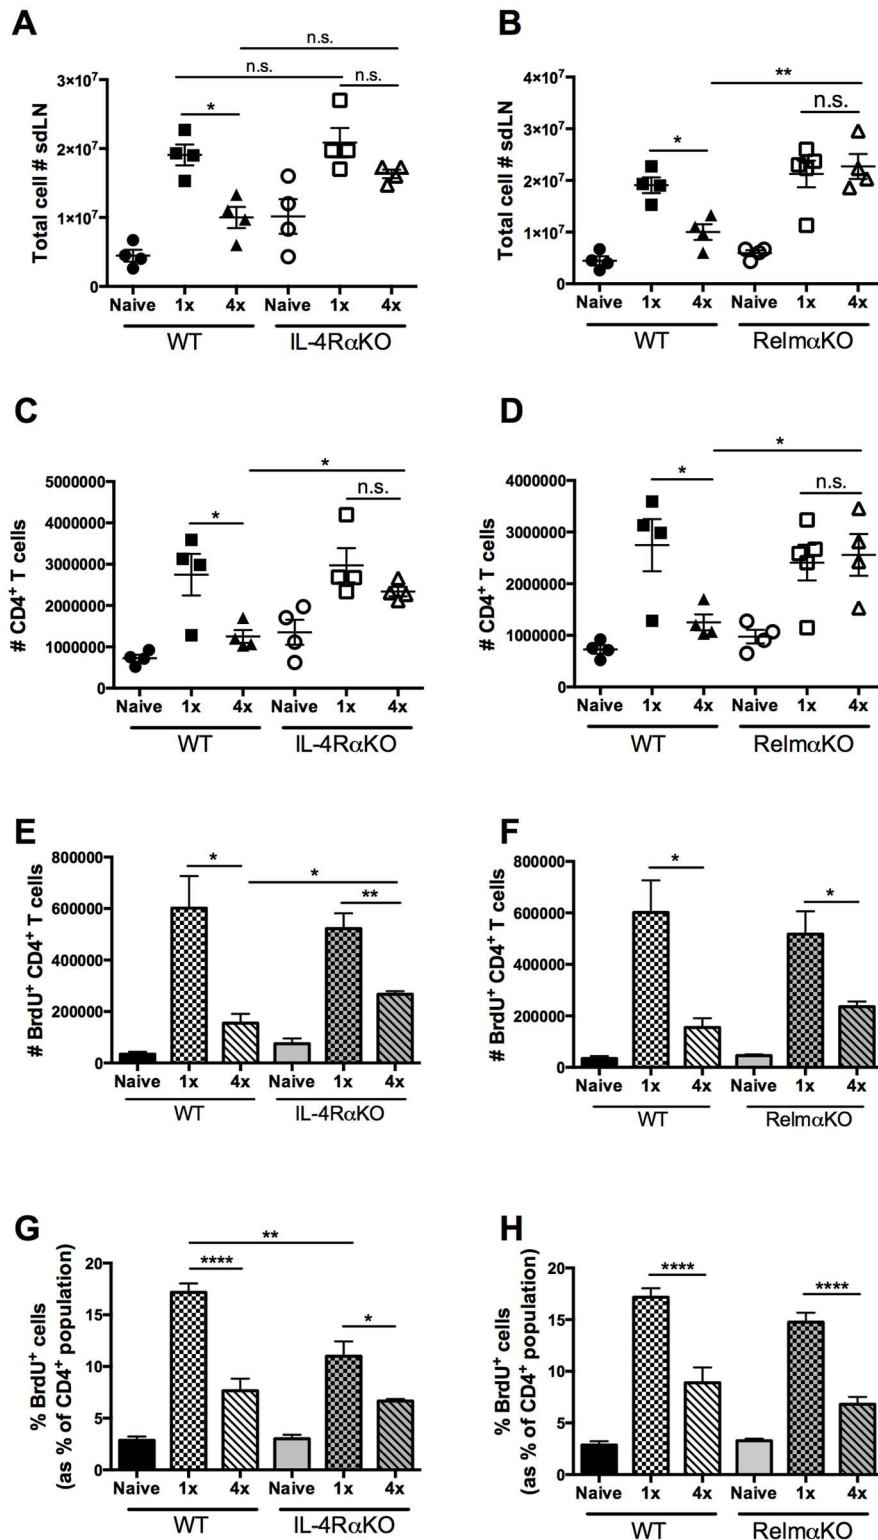 A
n.s.
n.s.
n.s.
*
Total cell # sdLN
3×10⁷
2×10⁷
1×10⁷
0
Naive 1x 4x Naive 1x 4x
WT IL-4RαKO
B
**
n.s.
*
Total cell # sdLN
4×10⁷
3×10⁷
2×10⁷
1×10⁷
0
Naive 1x 4x Naive 1x 4x
WT RelmαKO
C
*
n.s.
*
# CD4⁺ T cells
5000000
4000000
3000000
2000000
1000000
0
Naive 1x 4x Naive 1x 4x
WT IL-4RαKO
D
*
n.s.
*
# CD4⁺ T cells
4000000
3000000
2000000
1000000
0
Naive 1x 4x Naive 1x 4x
WT RelmαKO
E
*
*
**
# BrdU⁺ CD4⁺ T cells
800000
600000
400000
200000
0
Naive 1x 4x Naive 1x 4x
WT IL-4RαKO
F
*
*
# BrdU⁺ CD4⁺ T cells
800000
600000
400000
200000
0
Naive 1x 4x Naive 1x 4x
WT RelmαKO
G
**
****
*
% BrdU⁺ cells
(as % of CD4⁺ population)
20
15
10
5
0
Naive 1x 4x Naive 1x 4x
WT IL-4RαKO
H
****
****
% BrdU⁺ cells
(as % of CD4⁺ population)
20
15
10
5
0
Naive 1x 4x Naive 1x 4x
WT RelmαKO